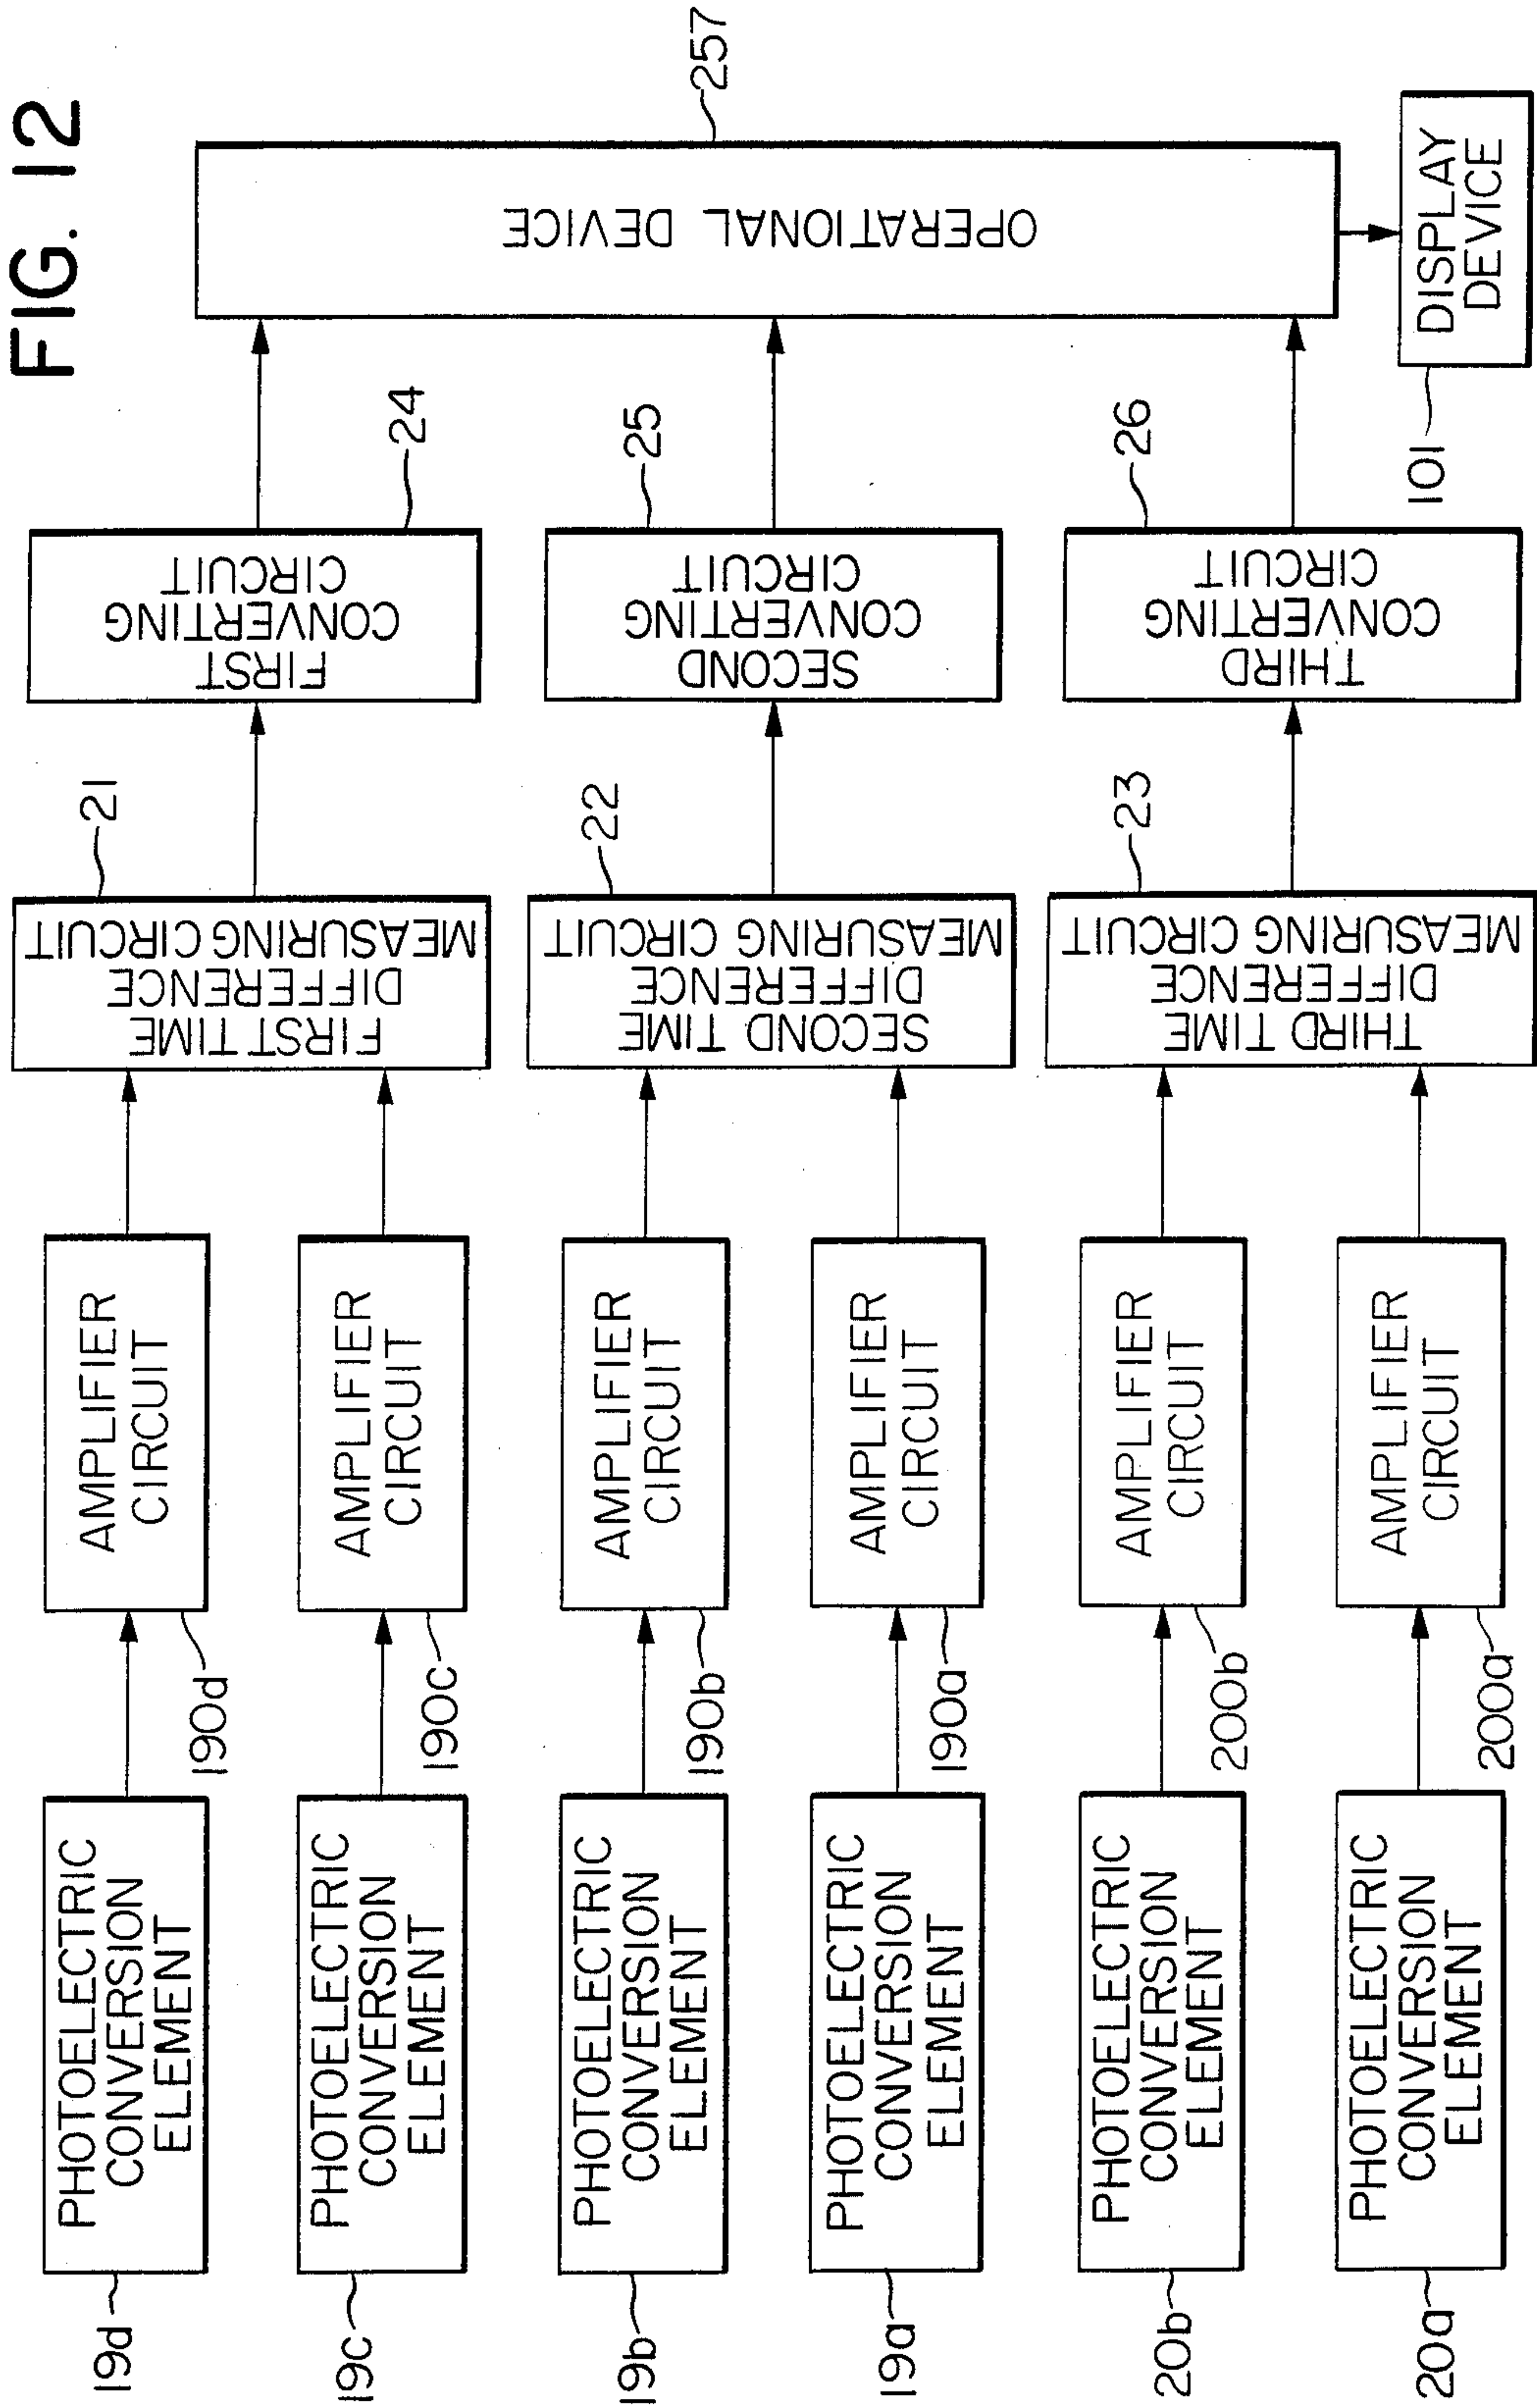 FIG. 12
19d
PHOTOELECTRIC
CONVERSION
ELEMENT
190d
AMPLIFIER
CIRCUIT
19c
PHOTOELECTRIC
CONVERSION
ELEMENT
190c
AMPLIFIER
CIRCUIT
21
FIRST TIME
DIFFERENCE
MEASURING CIRCUIT
24
FIRST
CONVERTING
CIRCUIT
19b
PHOTOELECTRIC
CONVERSION
ELEMENT
190b
AMPLIFIER
CIRCUIT
19a
PHOTOELECTRIC
CONVERSION
ELEMENT
190a
AMPLIFIER
CIRCUIT
22
SECOND TIME
DIFFERENCE
MEASURING CIRCUIT
25
SECOND
CONVERTING
CIRCUIT
20b
PHOTOELECTRIC
CONVERSION
ELEMENT
200b
AMPLIFIER
CIRCUIT
20a
PHOTOELECTRIC
CONVERSION
ELEMENT
200a
AMPLIFIER
CIRCUIT
23
THIRD TIME
DIFFERENCE
MEASURING CIRCUIT
26
THIRD
CONVERTING
CIRCUIT
257
OPERATIONAL DEVICE
101
DISPLAY
DEVICE